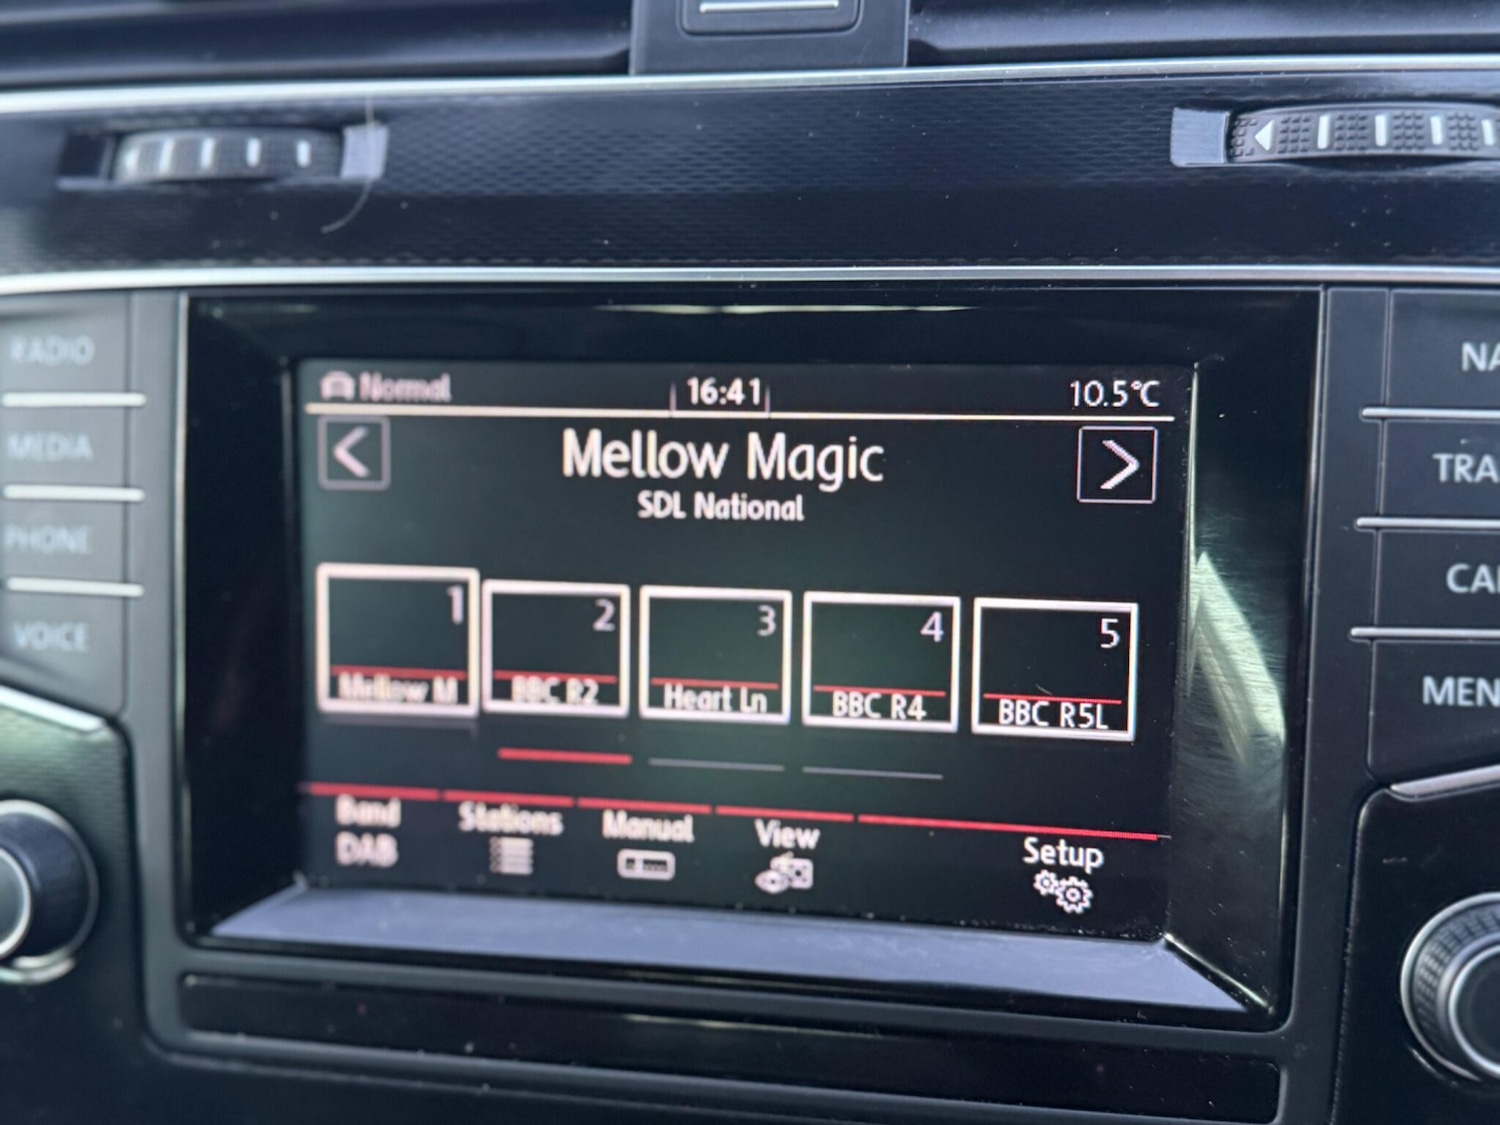 RADIO
MEDIA
PHONE
VOICE
Normal 16:41 10.5°C
Mellow Magic
SDL National
1 2 3 4 5
Mellow M BBC R2 Heart Ln BBC R4 BBC R5L
Band Stations Manual View Setup
DAB
NA
TRA
CA
MEN